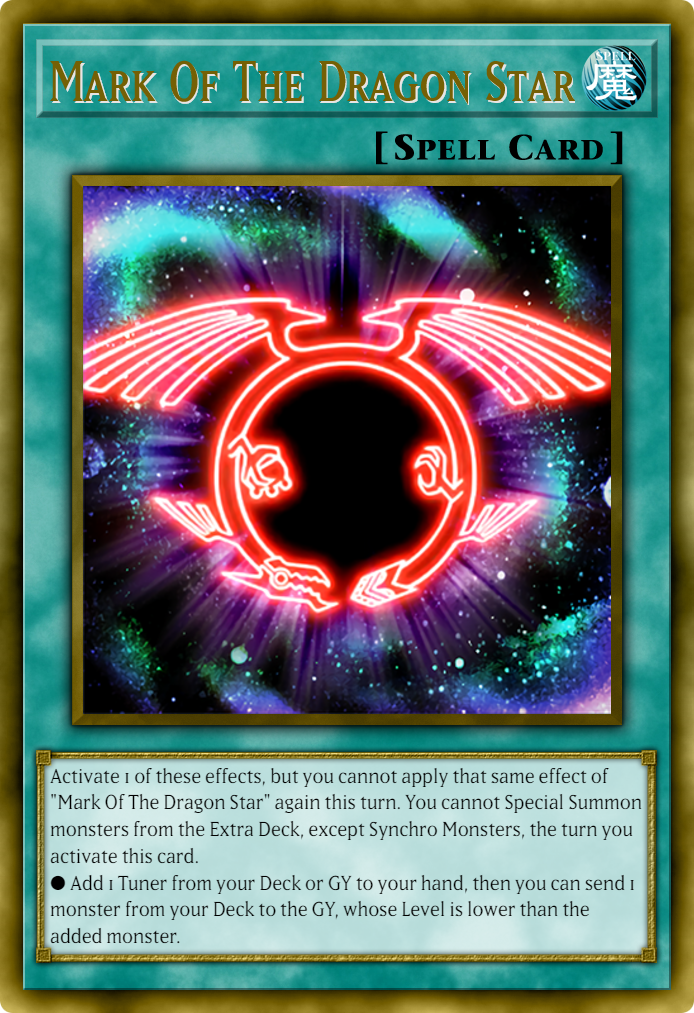 Mark Of The Dragon Star
SPELL
魔
[Spell Card]
Activate 1 of these effects, but you cannot apply that same effect of
"Mark Of The Dragon Star" again this turn. You cannot Special Summon
monsters from the Extra Deck, except Synchro Monsters, the turn you
activate this card.
● Add 1 Tuner from your Deck or GY to your hand, then you can send 1
monster from your Deck to the GY, whose Level is lower than the
added monster.